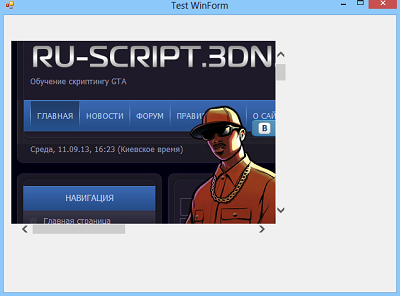 Test WinForm
RU-SCRIPT.3DN
Обучение скриптингу GTA
ГЛАВНАЯ НОВОСТИ ФОРУМ ПРАВИ О САЙ
В
Среда, 11.09.13, 16:23 (Киевское время)
НАВИГАЦИЯ
Главная страница